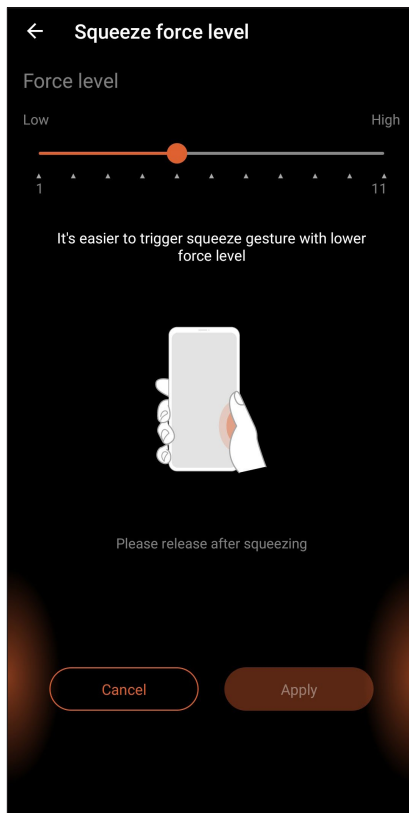 Squeeze force level
Force level
Low High
1 11
It's easier to trigger squeeze gesture with lower
force level
Please release after squeezing
Cancel Apply